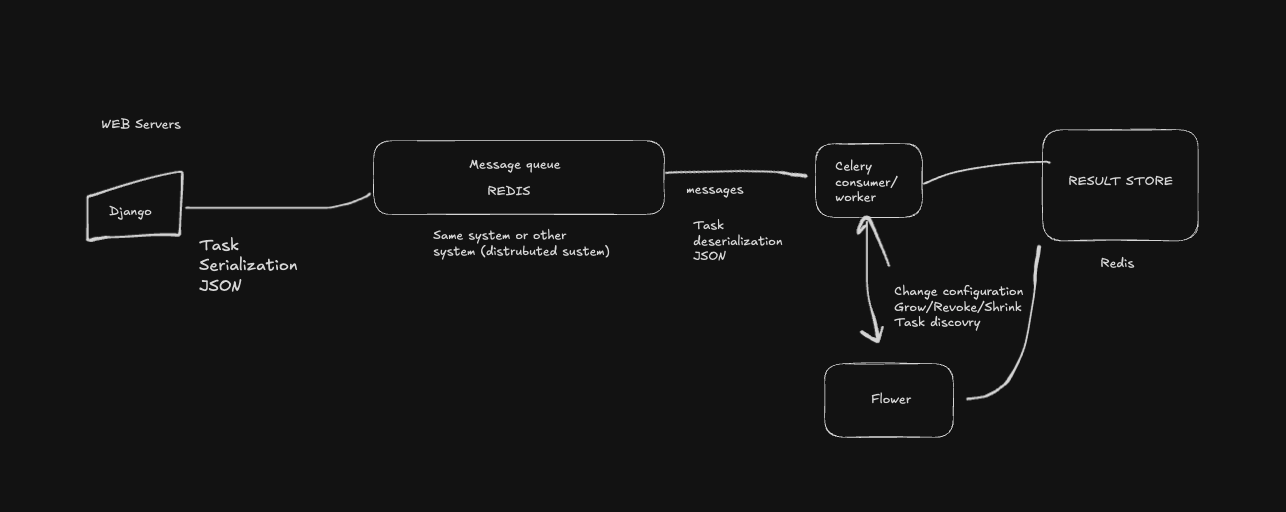 WEB Servers
Django
Task
Serialization
JSON
Message queue
REDIS
Same system or other
system (distrubuted sustem)
messages
Task
deserialization
JSON
Celery
consumer/
worker
RESULT STORE
Redis
Change configuration
Grow/Revoke/Shrink
Task discovry
Flower